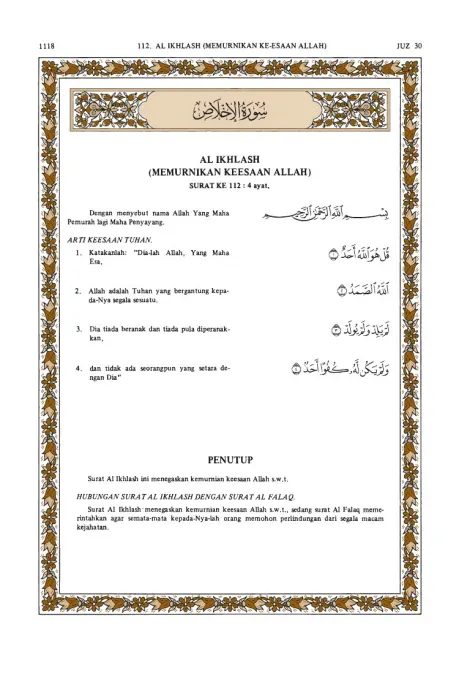 1118 112. AL IKHLASH (MEMURNIKAN KE-ESAAN ALLAH) JUZ 30
سُورَةُ الْإِخْلَاصِ
AL IKHLASH
(MEMURNIKAN KEESAAN ALLAH)
SURAT KE 112 : 4 ayat,
Dengan menyebut nama Allah Yang Maha
Pemurah lagi Maha Penyayang.
بِسْمِ اللَّهِ الرَّحْمَٰنِ الرَّحِيمِ
ARTI KEESAAN TUHAN.
1. Katakanlah: "Dia-lah Allah, Yang Maha
Esa,
قُلْ هُوَ اللَّهُ أَحَدٌ ۝١
2. Allah adalah Tuhan yang bergantung kepa-
da-Nya segala sesuatu.
اللَّهُ الصَّمَدُ ۝٢
3. Dia tiada beranak dan tiada pula diperanak-
kan,
لَمْ يَلِدْ وَلَمْ يُولَدْ ۝٣
4. dan tidak ada seorangpun yang setara de-
ngan Dia"
وَلَمْ يَكُنْ لَهُ كُفُوًا أَحَدٌ ۝٤
PENUTUP
Surat Al Ikhlash ini menegaskan kemurnian keesaan Allah s.w.t.
HUBUNGAN SURAT AL IKHLASH DENGAN SURAT AL FALAQ.
Surat Al Ikhlash menegaskan kemurnian keesaan Allah s.w.t., sedang surat Al Falaq meme-
rintahkan agar semata-mata kepada-Nya-lah orang memohon perlindungan dari segala macam
kejahatan.